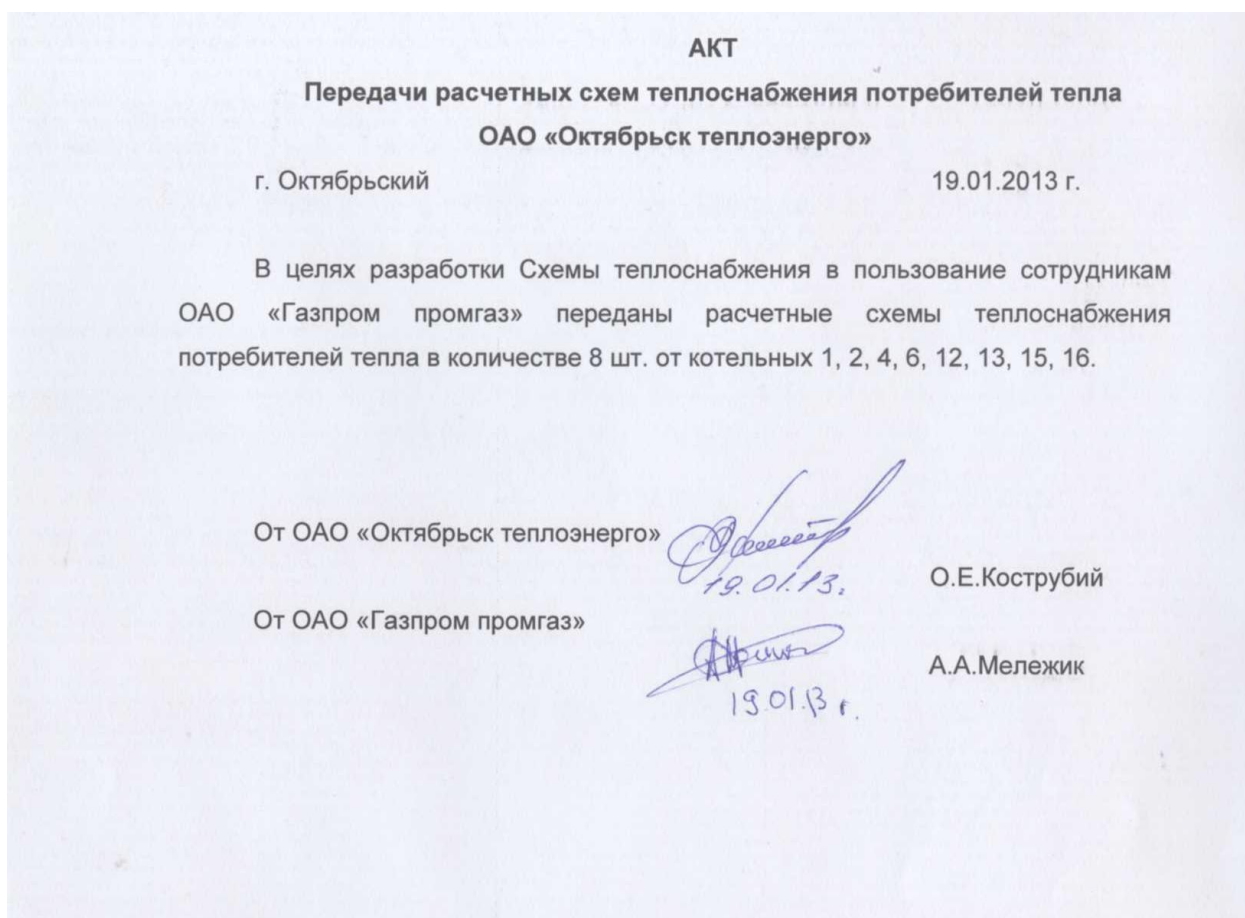 АКТ
Передачи расчетных схем теплоснабжения потребителей тепла
ОАО «Октябрьск теплоэнерго»
г. Октябрьский 19.01.2013 г.
В целях разработки Схемы теплоснабжения в пользование сотрудникам
ОАО «Газпром промгаз» переданы расчетные схемы теплоснабжения
потребителей тепла в количестве 8 шт. от котельных 1, 2, 4, 6, 12, 13, 15, 16.
От ОАО «Октябрьск теплоэнерго»
19.01.13.
О.Е.Кострубий
От ОАО «Газпром промгаз»
А.А.Мележик
19.01.13 г.